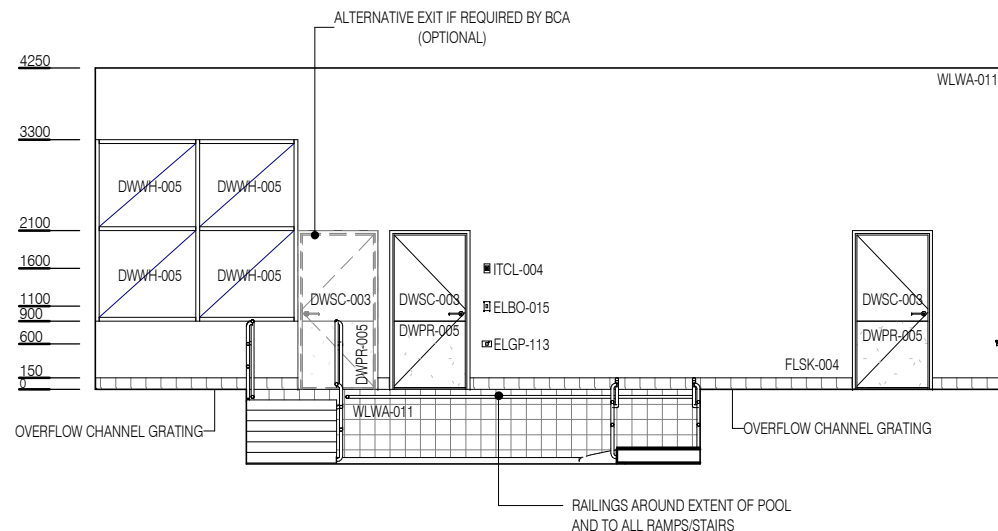 ALTERNATIVE EXIT IF REQUIRED BY BCA
(OPTIONAL)
4250
WLWA-011
3300
DWWH-005
DWWH-005
2100
1600
DWWH-005
DWWH-005
ITCL-004
1100
DWSC-003
DWSC-003
ELBO-015
DWSC-003
900
DWPR-005
DWPR-005
DWPR-005
600
ELGP-113
150
FLSK-004
0
WLWA-011
OVERFLOW CHANNEL GRATING
OVERFLOW CHANNEL GRATING
RAILINGS AROUND EXTENT OF POOL
AND TO ALL RAMPS/STAIRS